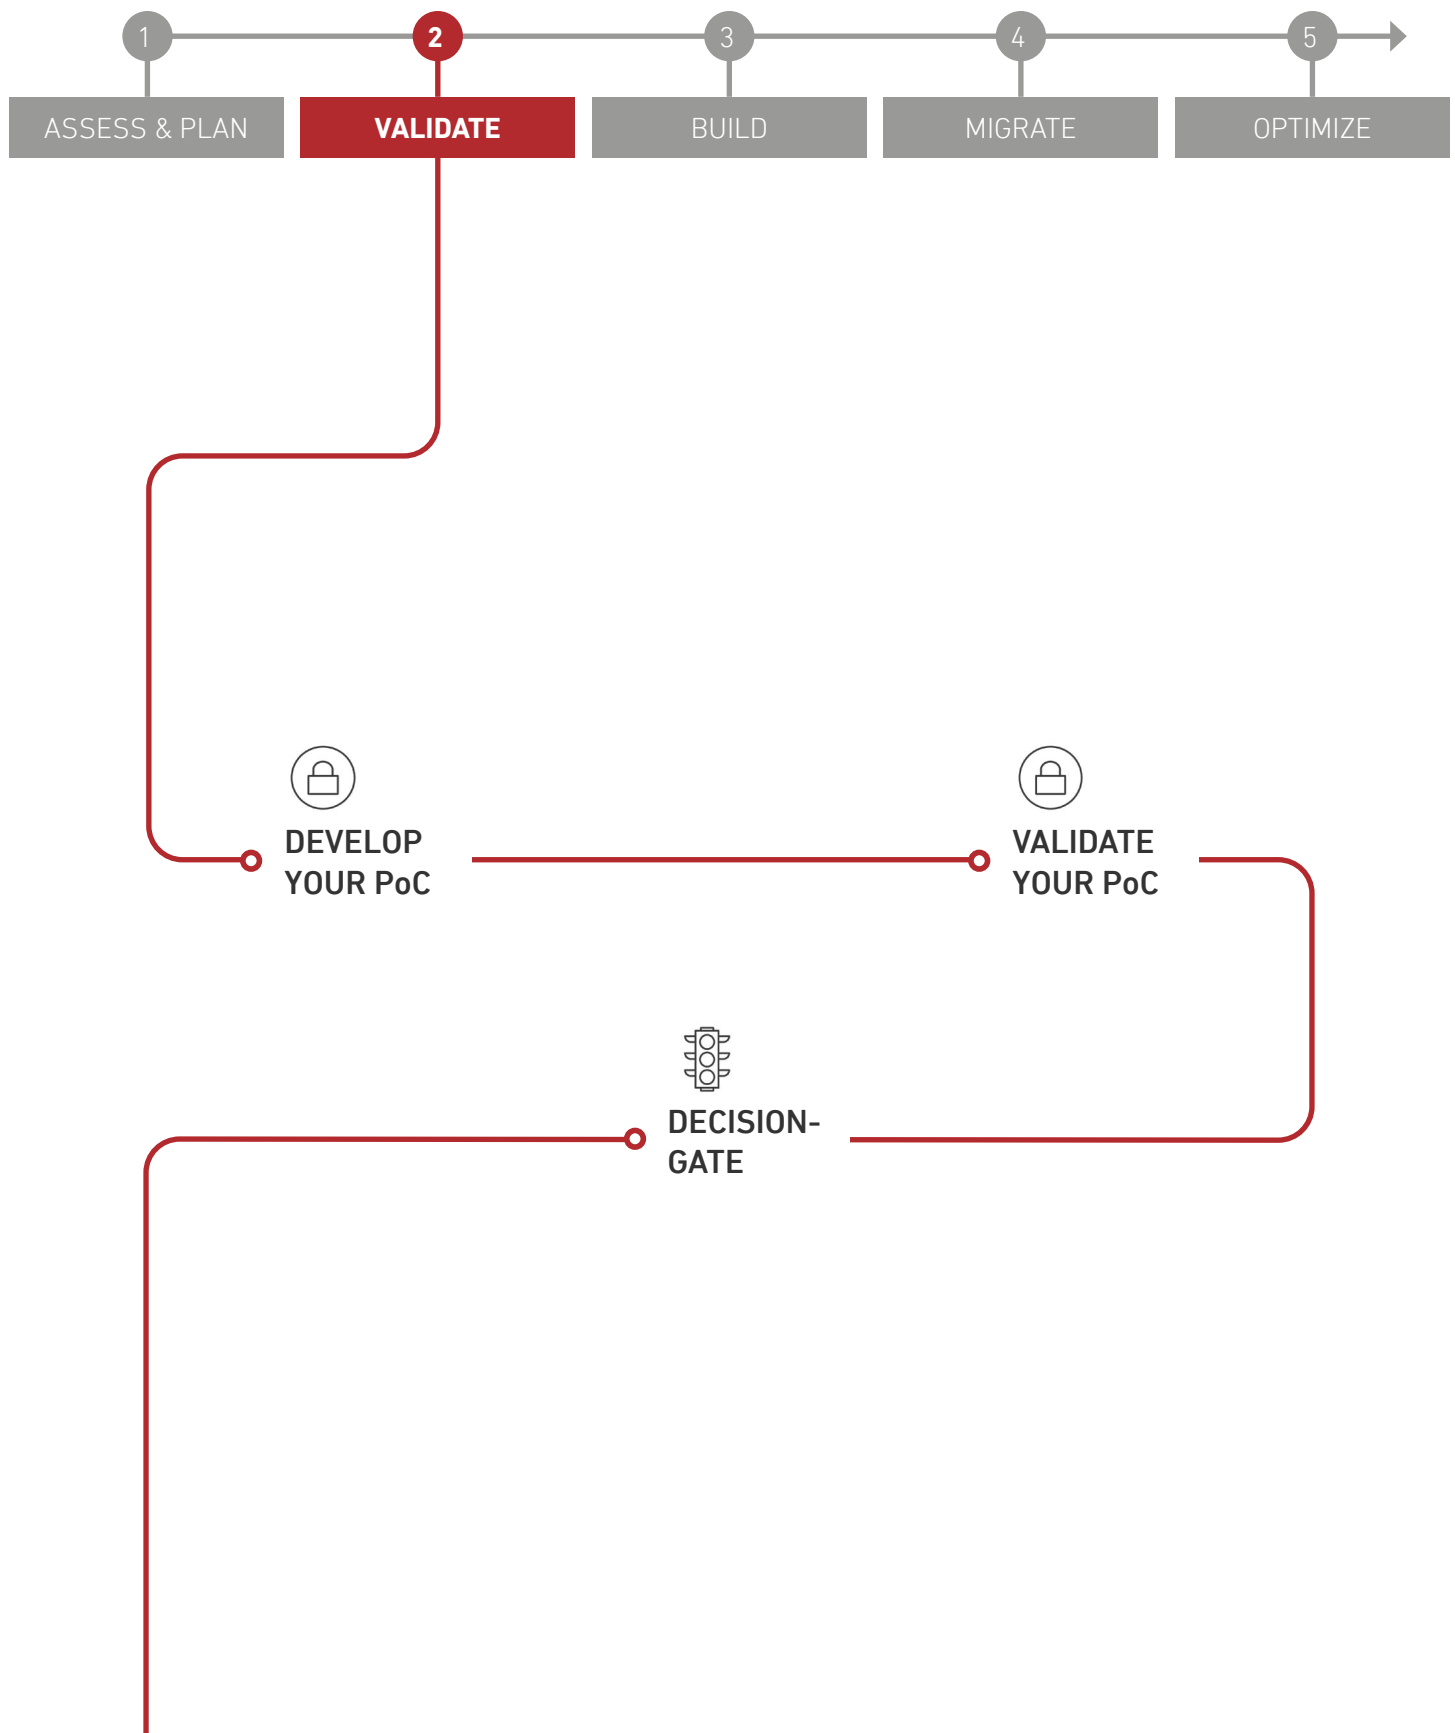 1 2 3 4 5
ASSESS & PLAN VALIDATE BUILD MIGRATE OPTIMIZE
DEVELOP
YOUR PoC
VALIDATE
YOUR PoC
DECISION-
GATE